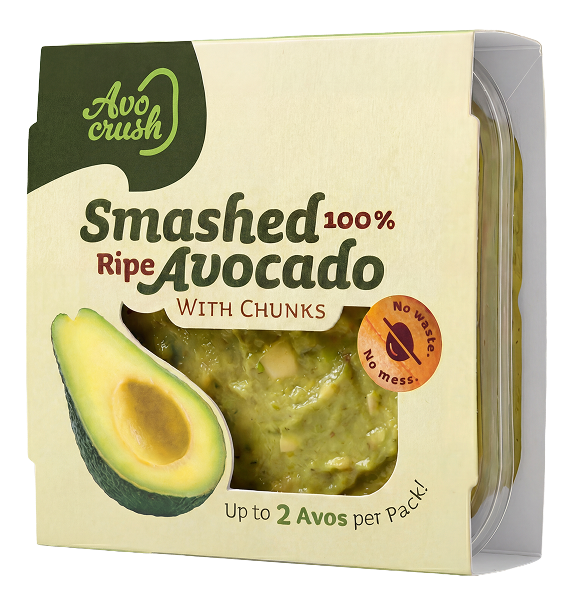 Avo
crush
Smashed 100%
Ripe Avocado
WITH CHUNKS
No waste.
No mess.
Up to 2 Avos per Pack!